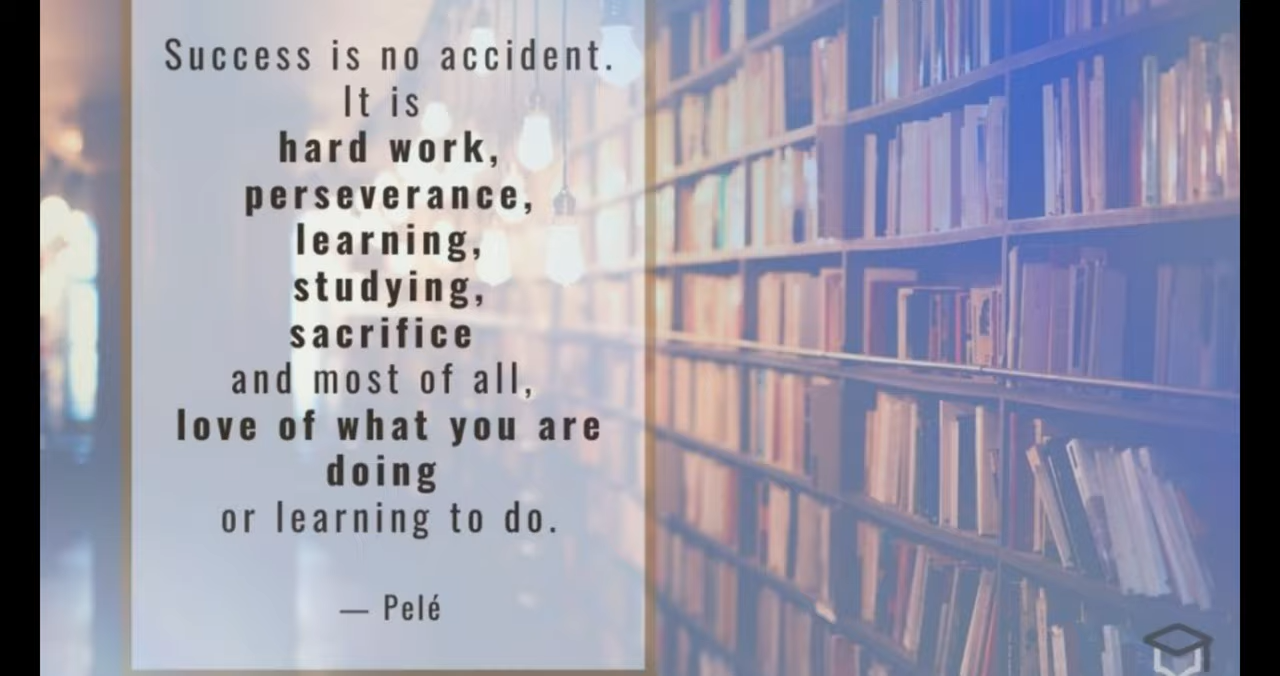 Success is no accident.
It is
hard work,
perseverance,
learning,
studying,
sacrifice
and most of all,
love of what you are
doing
or learning to do.
— Pelé